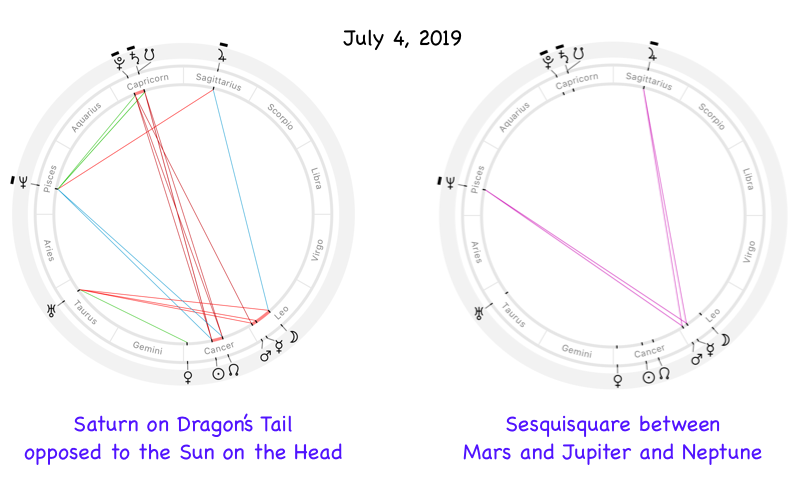 July 4, 2019
Capricorn
Sagittarius
Aquarius
Scorpio
Pisces
Libra
Aries
Virgo
Taurus
Leo
Gemini
Cancer
Capricorn
Sagittarius
Aquarius
Scorpio
Pisces
Libra
Aries
Virgo
Taurus
Leo
Gemini
Cancer
Saturn on Dragon's Tail
opposed to the Sun on the Head
Sesquisquare between
Mars and Jupiter and Neptune